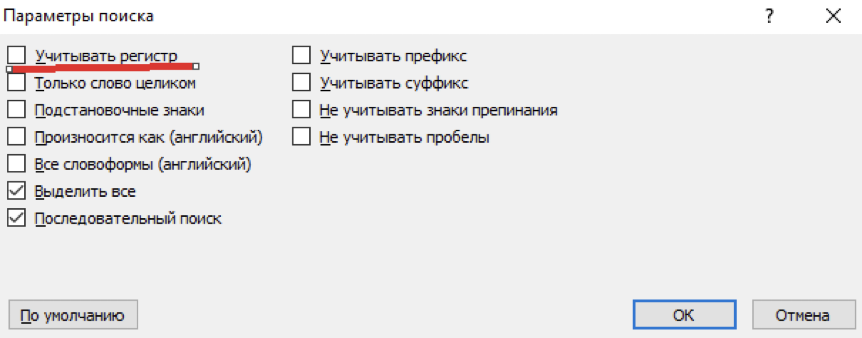 Параметры поиска
Учитывать регистр
Только слово целиком
Подстановочные знаки
Произносится как (английский)
Все словоформы (английский)
Выделить все
Последовательный поиск
Учитывать префикс
Учитывать суффикс
Не учитывать знаки препинания
Не учитывать пробелы
По умолчанию
ОК
Отмена